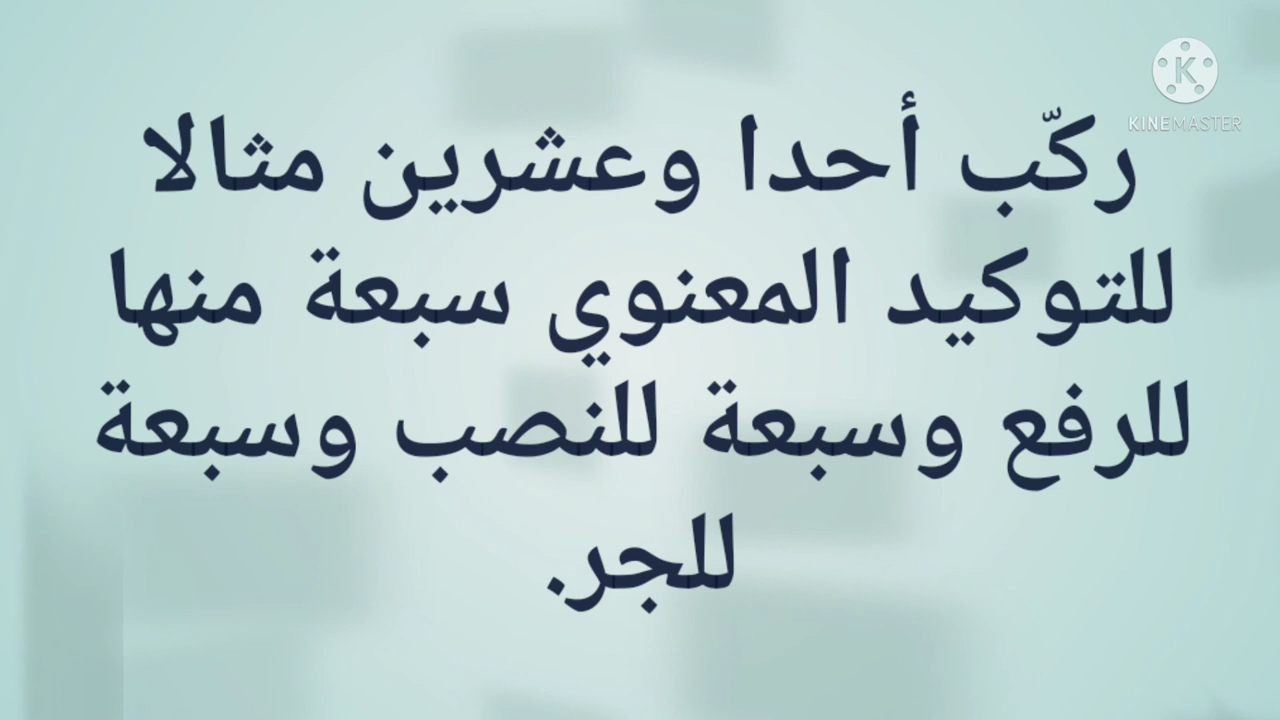 KINEMASTER
ركّب أحدا وعشرين مثالا
للتوكيد المعنوي سبعة منها
للرفع وسبعة للنصب وسبعة
للجر.